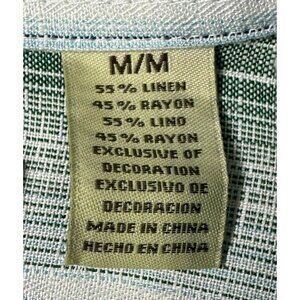 M/M
55% LINEN
45% RAYON
55% LINO
45% RAYON
EXCLUSIVE OF
DECORATION
EXCLUSIVO DE
DECORACION
MADE IN CHINA
HECHO EN CHINA